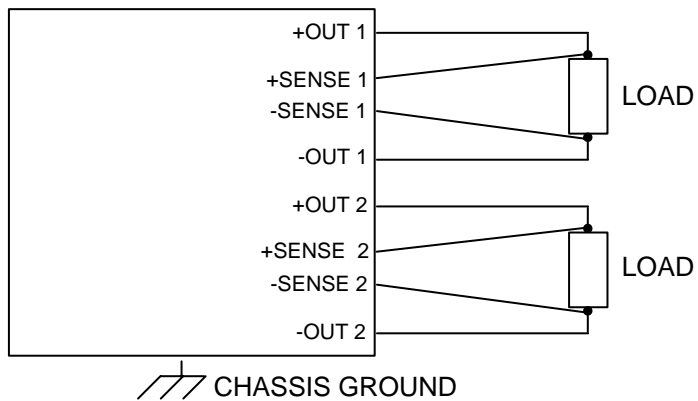 +OUT 1
+SENSE 1
-SENSE 1
LOAD
-OUT 1
+OUT 2
+SENSE 2
-SENSE 2
LOAD
-OUT 2
CHASSIS GROUND